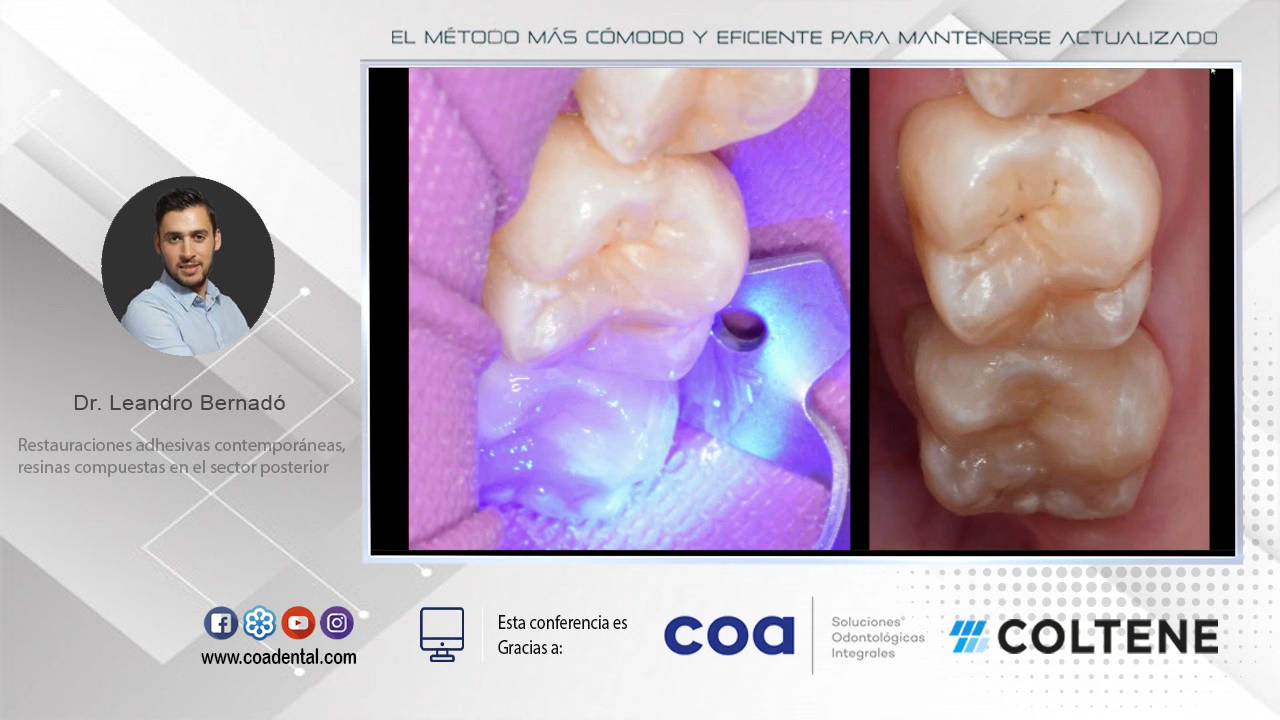 EL MÉTODO MÁS CÓMODO Y EFICIENTE PARA MANTENERSE ACTUALIZADO
Dr. Leandro Bernadó
Restauraciones adhesivas contemporáneas,
resinas compuestas en el sector posterior
www.coadental.com
Esta conferencia es
Gracias a:
coa
Soluciones®
Odontológicas
Integrales
COLTENE